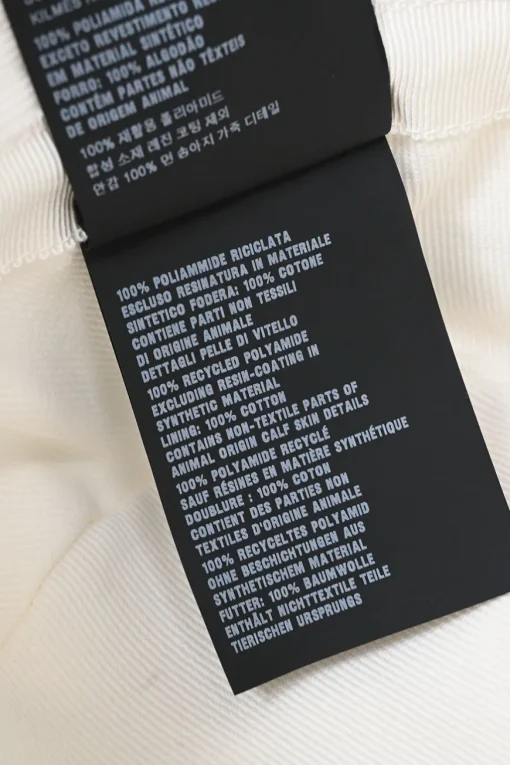 KILMÉS
100% POLIAMIDA
EXCETO REVESTIMENTO
EM MATERIAL SINTÉTICO
FORRO: 100% ALGODÃO
CONTÉM PARTES NÃO TÊXTEIS
DE ORIGEM ANIMAL
100% 재활용 폴리아미드
합성 소재 레진 코팅 제외
안감 100% 면 송아지 가죽 디테일
100% POLIAMMIDE RICICLATA
ESCLUSO RESINATURA IN MATERIALE
SINTETICO FODERA: 100% COTONE
CONTIENE PARTI NON TESSILI
DI ORIGINE ANIMALE
DETTAGLI PELLE DI VITELLO
100% RECYCLED POLYAMIDE
EXCLUDING RESIN-COATING IN
SYNTHETIC MATERIAL
LINING: 100% COTTON
CONTAINS NON-TEXTILE PARTS OF
ANIMAL ORIGIN CALF SKIN DETAILS
100% POLYAMIDE RECYCLÉ
SAUF RÉSINES EN MATIÈRE SYNTHÉTIQUE
DOUBLURE : 100% COTON
CONTIENT DES PARTIES NON
TEXTILES D'ORIGINE ANIMALE
100% RECYCELTES POLYAMID
OHNE BESCHICHTUNGEN AUS
SYNTHETISCHEM MATERIAL
FUTTER: 100% BAUMWOLLE
ENTHÄLT NICHTTEXTILE TEILE
TIERISCHEN URSPRUNGS